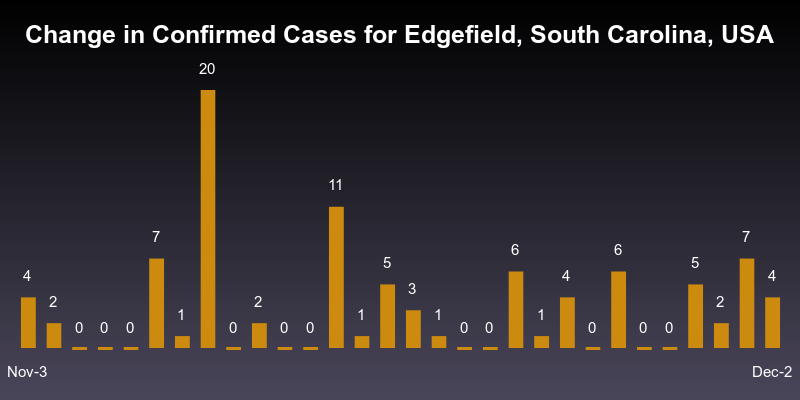 Change in Confirmed Cases for Edgefield, South Carolina, USA
4 2 0 0 0 7 1 20 0 2 0 0 11 1 5 3 1 0 0 6 1 4 0 6 0 0 5 2 7 4
Nov-3 Dec-2